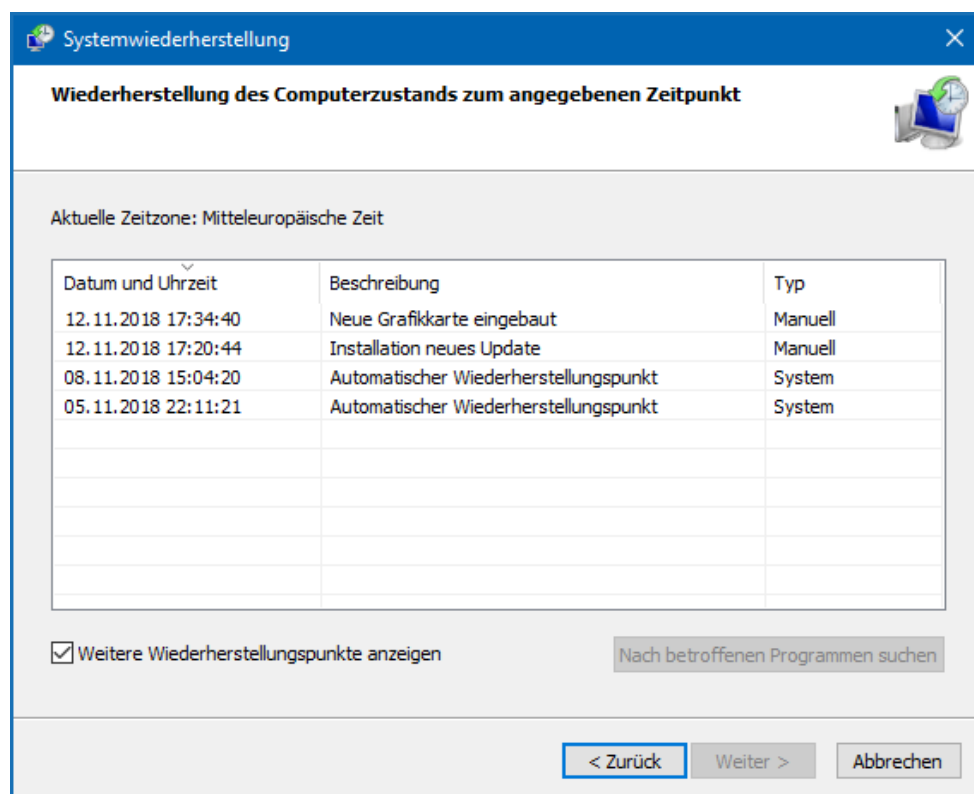 Systemwiederherstellung
Wiederherstellung des Computerzustands zum angegebenen Zeitpunkt
Aktuelle Zeitzone: Mitteleuropäische Zeit
Datum und Uhrzeit Beschreibung Typ
12.11.2018 17:34:40 Neue Grafikkarte eingebaut Manuell
12.11.2018 17:20:44 Installation neues Update Manuell
08.11.2018 15:04:20 Automatischer Wiederherstellungspunkt System
05.11.2018 22:11:21 Automatischer Wiederherstellungspunkt System
Weitere Wiederherstellungspunkte anzeigen Nach betroffenen Programmen suchen
< Zurück Weiter > Abbrechen